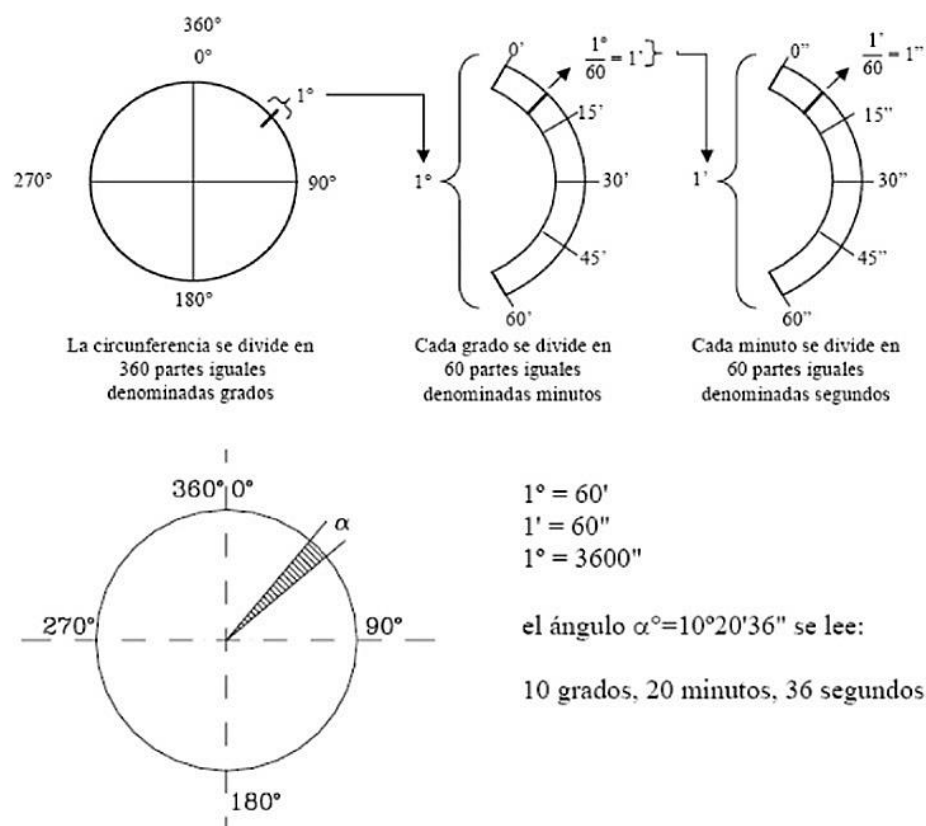 360°
0°
1°
270°
90°
180°
La circunferencia se divide en
360 partes iguales
denominadas grados
0'
1°/60 = 1'
15'
1°
30'
45'
60'
Cada grado se divide en
60 partes iguales
denominadas minutos
0”
1'/60 = 1”
15”
1'
30”
45”
60”
Cada minuto se divide en
60 partes iguales
denominadas segundos
360° 0°
α
270°
90°
180°
1° = 60'
1' = 60"
1° = 3600"
el ángulo α°=10°20'36" se lee:
10 grados, 20 minutos, 36 segundos